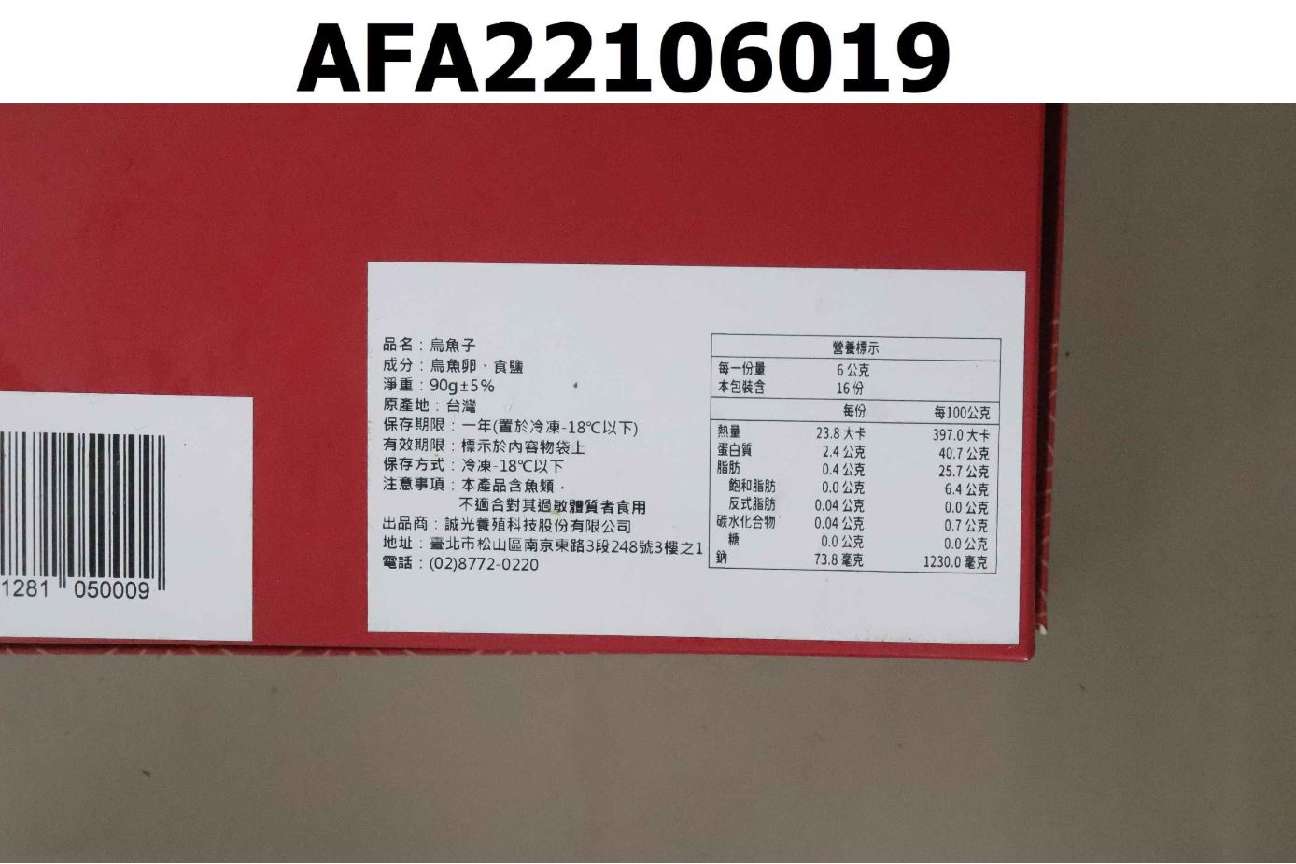 AFA22106019
品名：烏魚子
成分：烏魚卵、食鹽
淨重：90g±5%
原產地：台灣
保存期限：一年(置於冷凍-18℃以下)
有效期限：標示於內容物袋上
保存方式：冷凍-18℃以下
注意事項：本產品含魚類，
不適合對其過敏體質者食用
出品商：誠光養殖科技股份有限公司
地址：臺北市松山區南京東路3段248號3樓之1
電話：(02)8772-0220
營養標示
每一份量 6公克
本包裝含 16份
每份 每100公克
熱量 23.8大卡 397.0大卡
蛋白質 2.4公克 40.7公克
脂肪 0.4公克 25.7公克
飽和脂肪 0.0公克 6.4公克
反式脂肪 0.04公克 0.0公克
碳水化合物 0.04公克 0.7公克
糖 0.0公克 0.0公克
鈉 73.8毫克 1230.0毫克
1281 050009